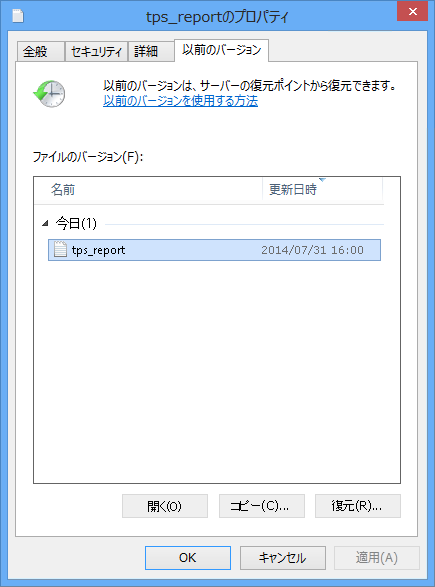 tps_reportのプロパティ
全般 セキュリティ 詳細 以前のバージョン
以前のバージョンは、サーバーの復元ポイントから復元できます。
以前のバージョンを使用する方法
ファイルのバージョン(F):
名前 更新日時
今日(1)
tps_report 2014/07/31 16:00
開く(O) コピー(C)... 復元(R)...
OK キャンセル 適用(A)